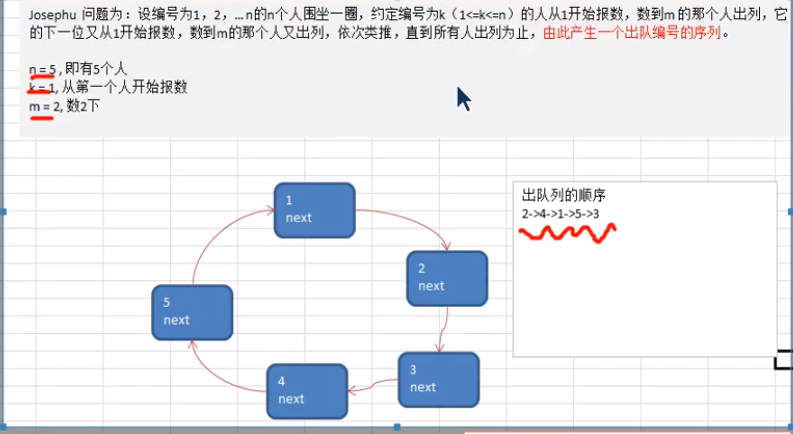 Josephu 问题为：设编号为1，2，… n的n个人围坐一圈，约定编号为k（1<=k<=n）的人从1开始报数，数到m 的那个人出列，它
的下一位又从1开始报数，数到m的那个人又出列，依次类推，直到所有人出列为止，由此产生一个出队编号的序列。
n = 5 , 即有5个人
k = 1, 从第一个人开始报数
m = 2, 数2下
1
next
2
next
3
next
4
next
5
next
出队列的顺序
2->4->1->5->3